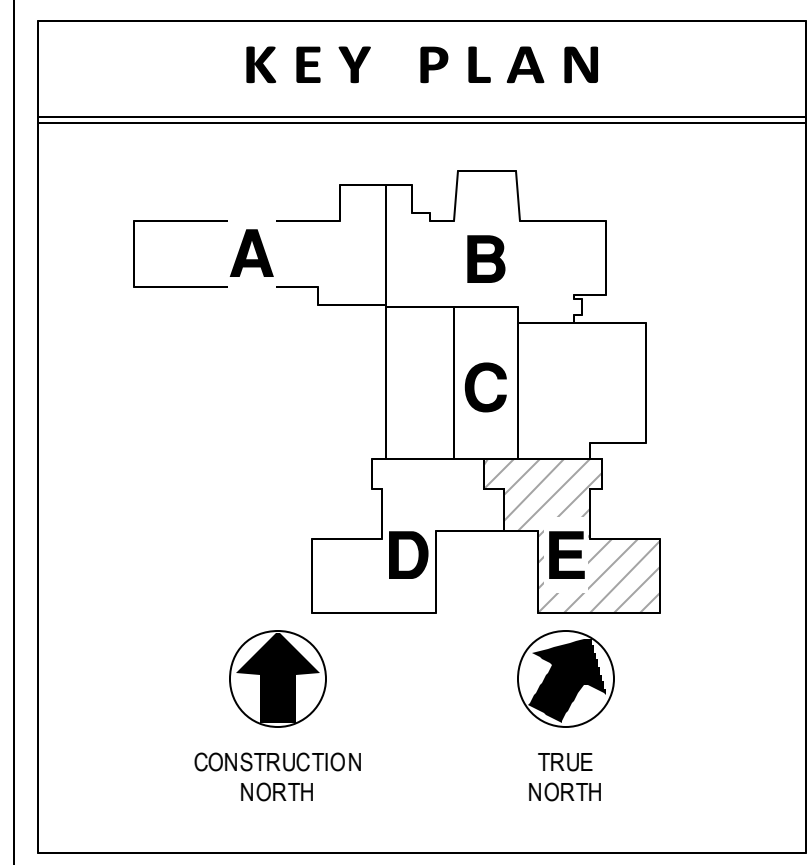 KEY PLAN
A
B
C
D
E
CONSTRUCTION
NORTH
TRUE
NORTH